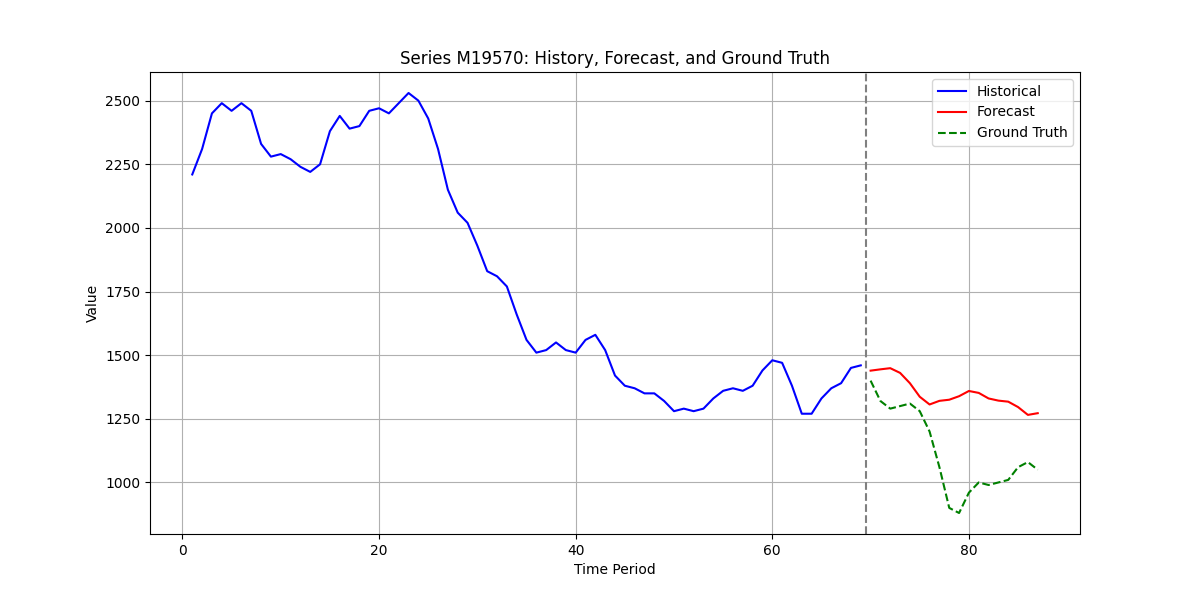 Series M19570: History, Forecast, and Ground Truth
Historical
Forecast
Ground Truth
2500
2250
2000
1750
1500
1250
1000
Value
0 20 40 60 80
Time Period